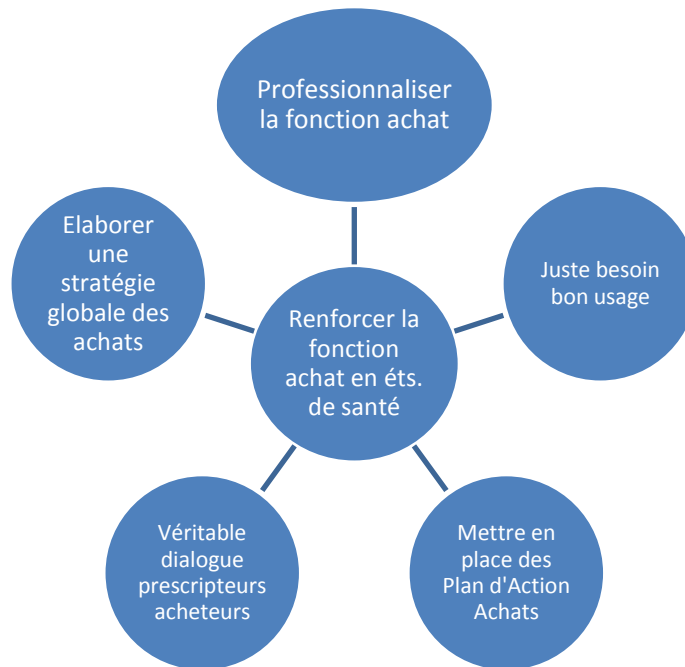 Professionnaliser
la fonction achat
Elaborer
une
stratégie
globale des
achats
Juste besoin
bon usage
Renforcer la
fonction
achat en éts.
de santé
Véritable
dialogue
prescripteurs
acheteurs
Mettre en
place des
Plan d'Action
Achats